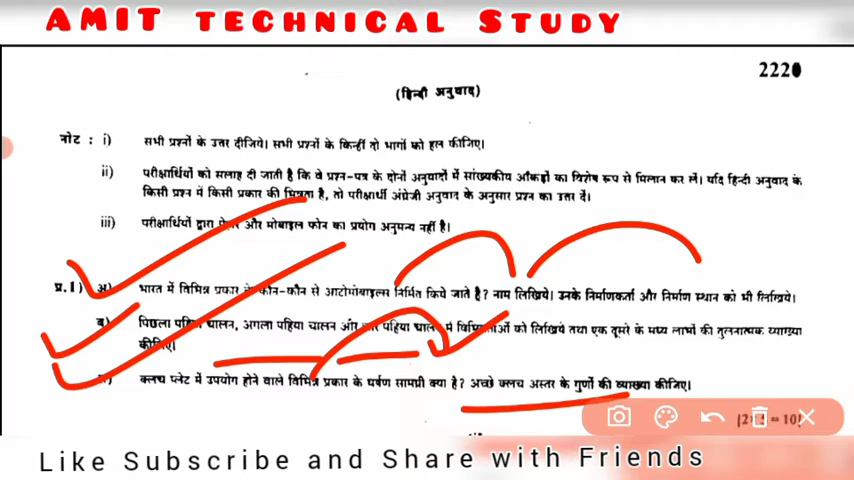 AMIT TECHNICAL STUDY
2220
(हिन्दी अनुवाद)
नोट : i) सभी प्रश्नों के उत्तर दीजिये। सभी प्रश्नों के किन्हीं दो भागों को हल कीजिए।
ii) परीक्षार्थियों को सलाह दी जाती है कि वे प्रश्न-पत्र के दोनों अनुवादों में सांख्यकीय आँकड़ों का विशेष रूप से मिलान कर लें। यदि हिन्दी अनुवाद के
किसी प्रश्न में किसी प्रकार की भिन्नता है, तो परीक्षार्थी अंग्रेजी अनुवाद के अनुसार प्रश्न का उत्तर दें।
iii) परीक्षार्थियों द्वारा और मोबाइल फोन का प्रयोग अनुमन्य नहीं है।
प्र.1) अ) भारत में विभिन्न प्रकार के कौन-कौन से आटोमोबाइल्स निर्मित किये जाते है? नाम लिखिये। उनके निर्माणकर्ता और निर्माण स्थान को भी लिखिये।
ब) पिछला पहिया चालन, अगला पहिया चालन और पहिया चालन में को लिखिये तथा एक दूसरे के मध्य लाभों की तुलनात्मक व्याख्या
कीजिए।
क्लच प्लेट में उपयोग होने वाले विभिन्न प्रकार के घर्षण सामग्री क्या है? अच्छे क्लच अस्तर के गुणों की व्याख्या कीजिए।
= 10]
Like Subscribe and Share with Friends